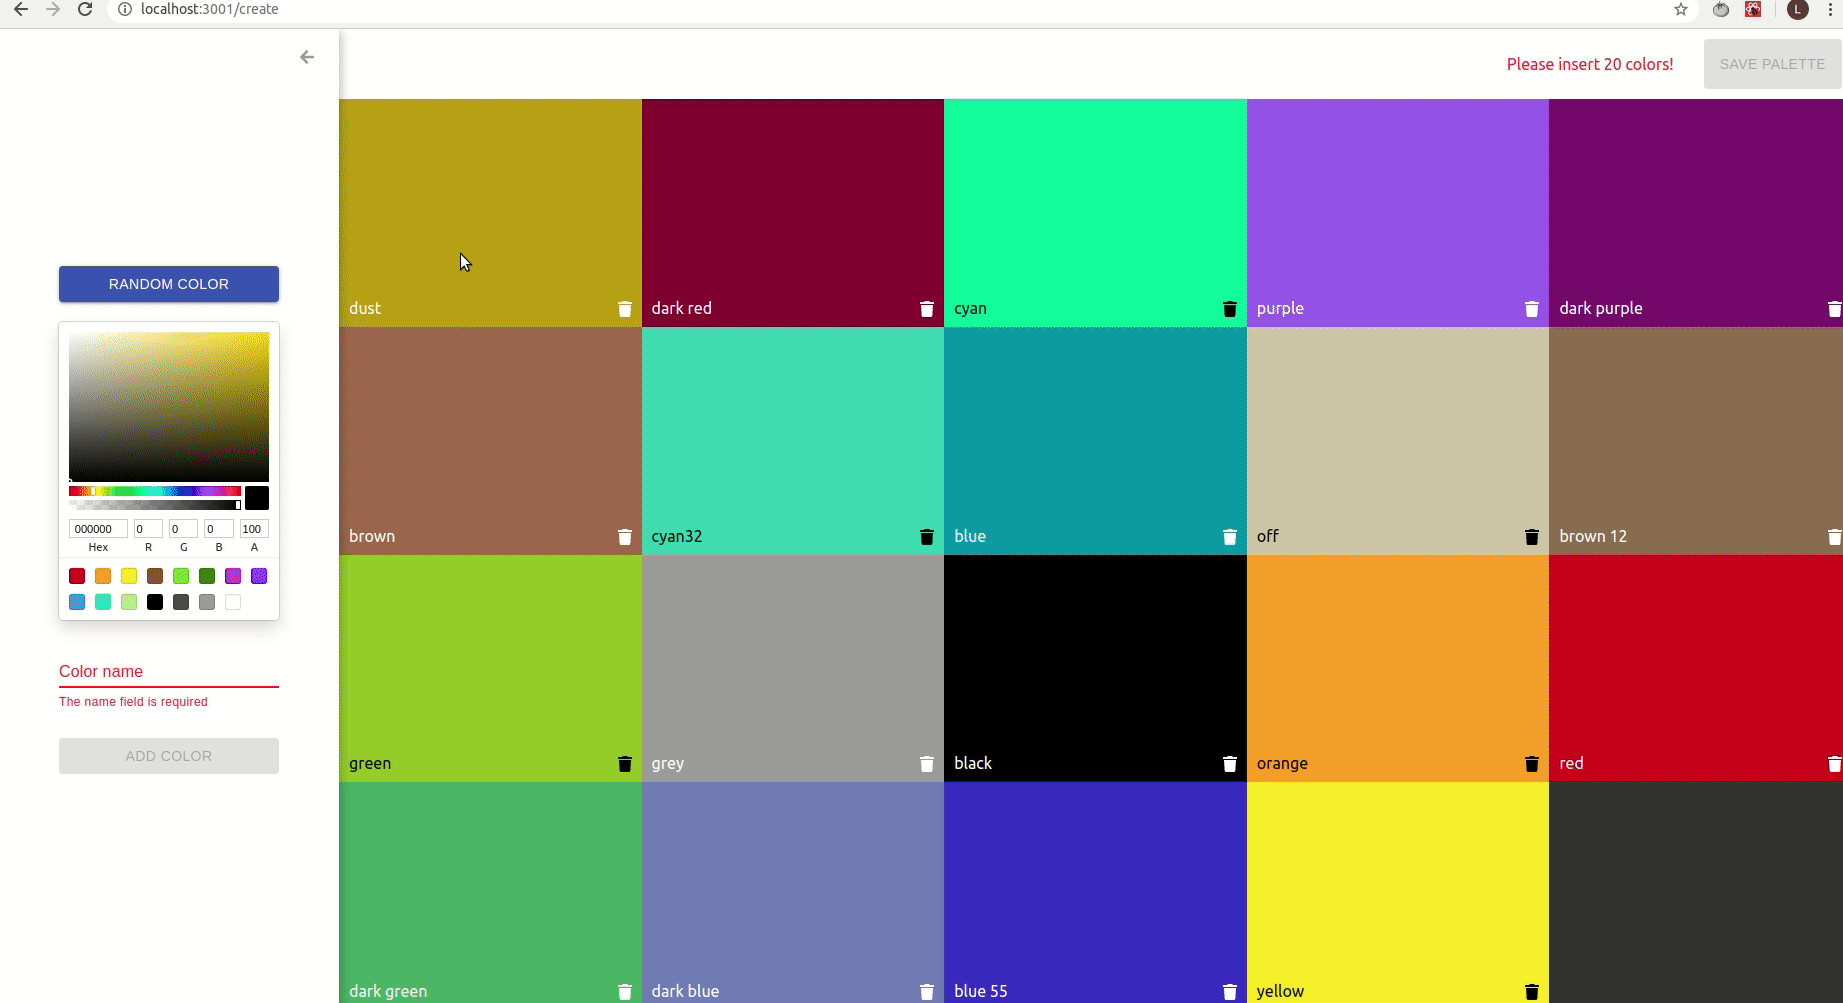 localhost:3001/create
L
Please insert 20 colors!
SAVE PALETTE
RANDOM COLOR
000000 0 0 0 100
Hex R G B A
Color name
The name field is required
ADD COLOR
dust dark red cyan purple dark purple
brown cyan32 blue off brown 12
green grey black orange red
dark green dark blue blue 55 yellow